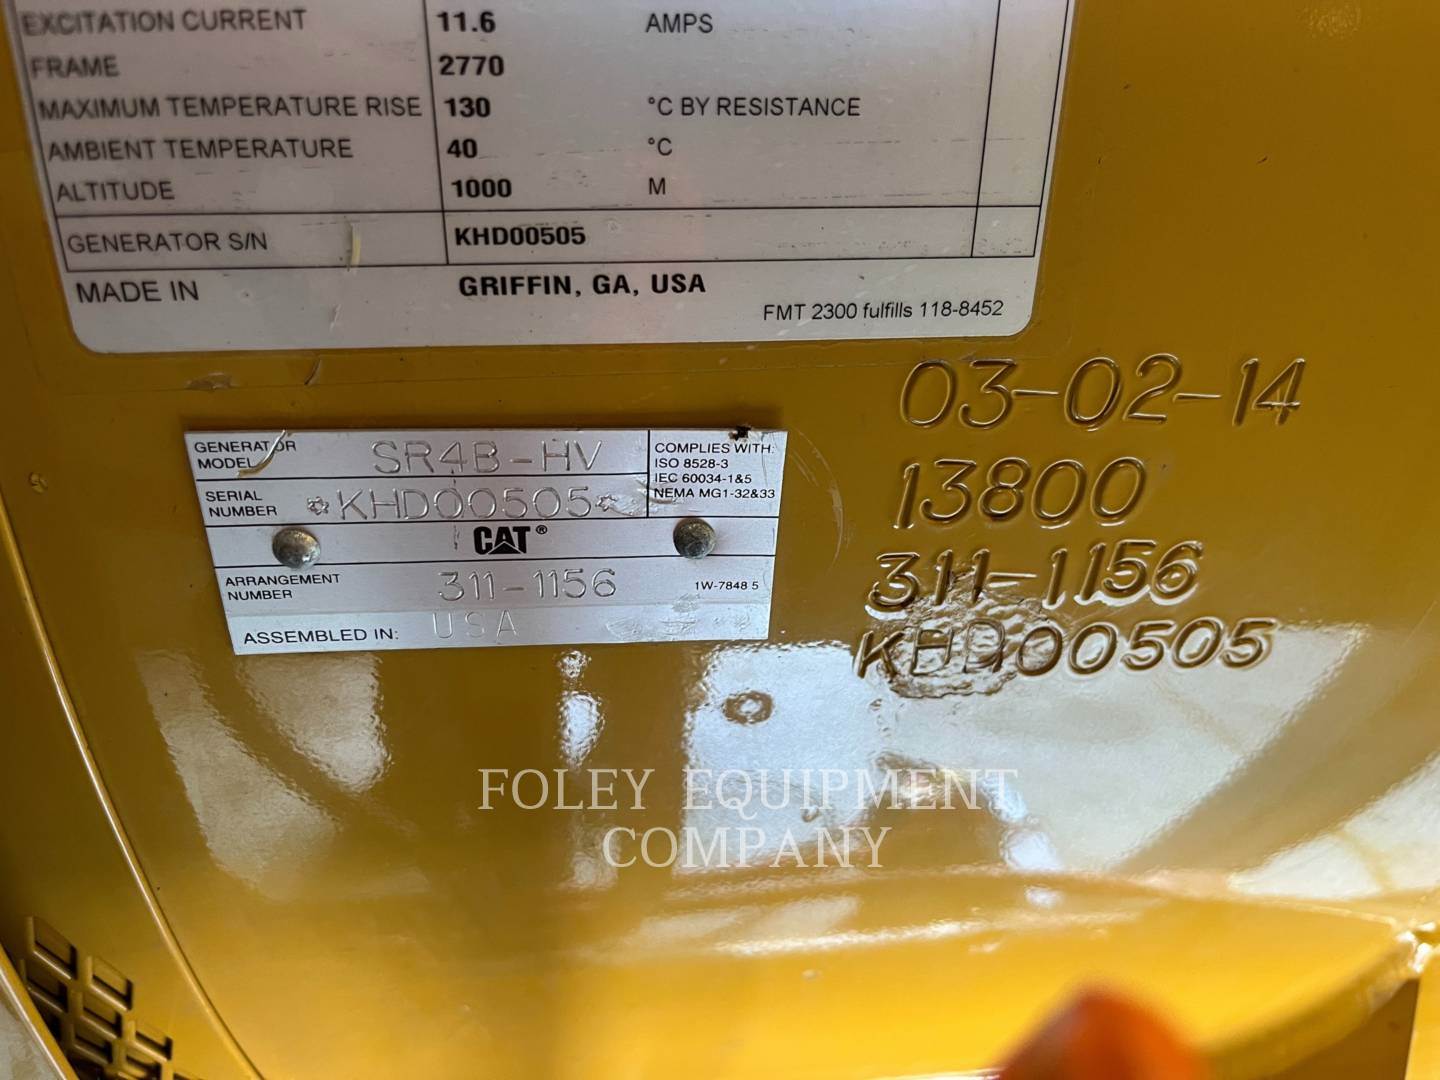 EXCITATION CURRENT 11.6 AMPS
FRAME 2770
MAXIMUM TEMPERATURE RISE 130 °C BY RESISTANCE
AMBIENT TEMPERATURE 40 °C
ALTITUDE 1000 M
GENERATOR S/N KHD00505
MADE IN GRIFFIN, GA, USA
FMT 2300 fulfills 118-8452
GENERATOR MODEL SR4B-HV
SERIAL NUMBER *KHD00505*
COMPLIES WITH:
ISO 8528-3
IEC 60034-1&5
NEMA MG1-32&33
CAT®
ARRANGEMENT NUMBER 311-1156 1W-7848 5
ASSEMBLED IN: USA
03-02-14
13800
311-1156
KHD00505
FOLEY EQUIPMENT
COMPANY